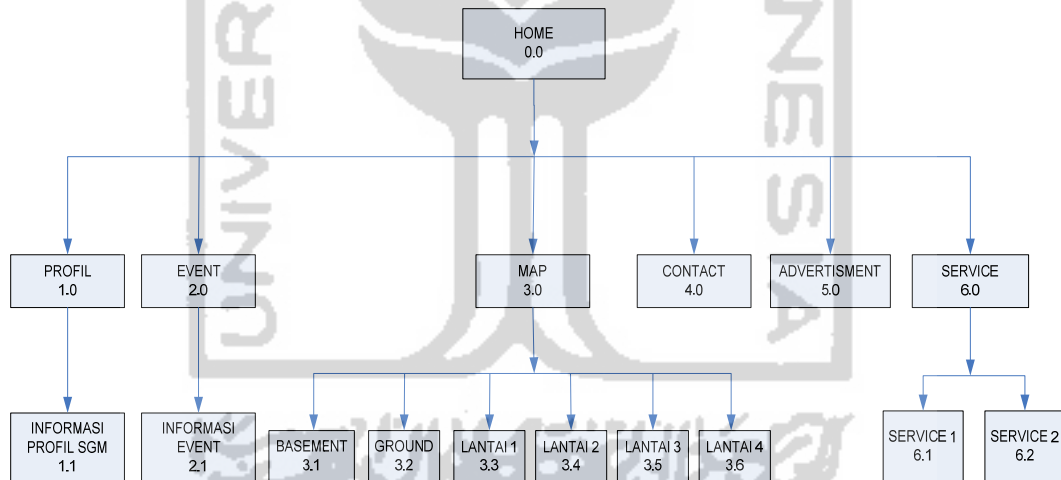 HOME
0.0
PROFIL
1.0
EVENT
2.0
MAP
3.0
CONTACT
4.0
ADVERTISMENT
5.0
SERVICE
6.0
INFORMASI
PROFIL SGM
1.1
INFORMASI
EVENT
2.1
BASEMENT
3.1
GROUND
3.2
LANTAI 1
3.3
LANTAI 2
3.4
LANTAI 3
3.5
LANTAI 4
3.6
SERVICE 1
6.1
SERVICE 2
6.2
UNIVER
NESIA